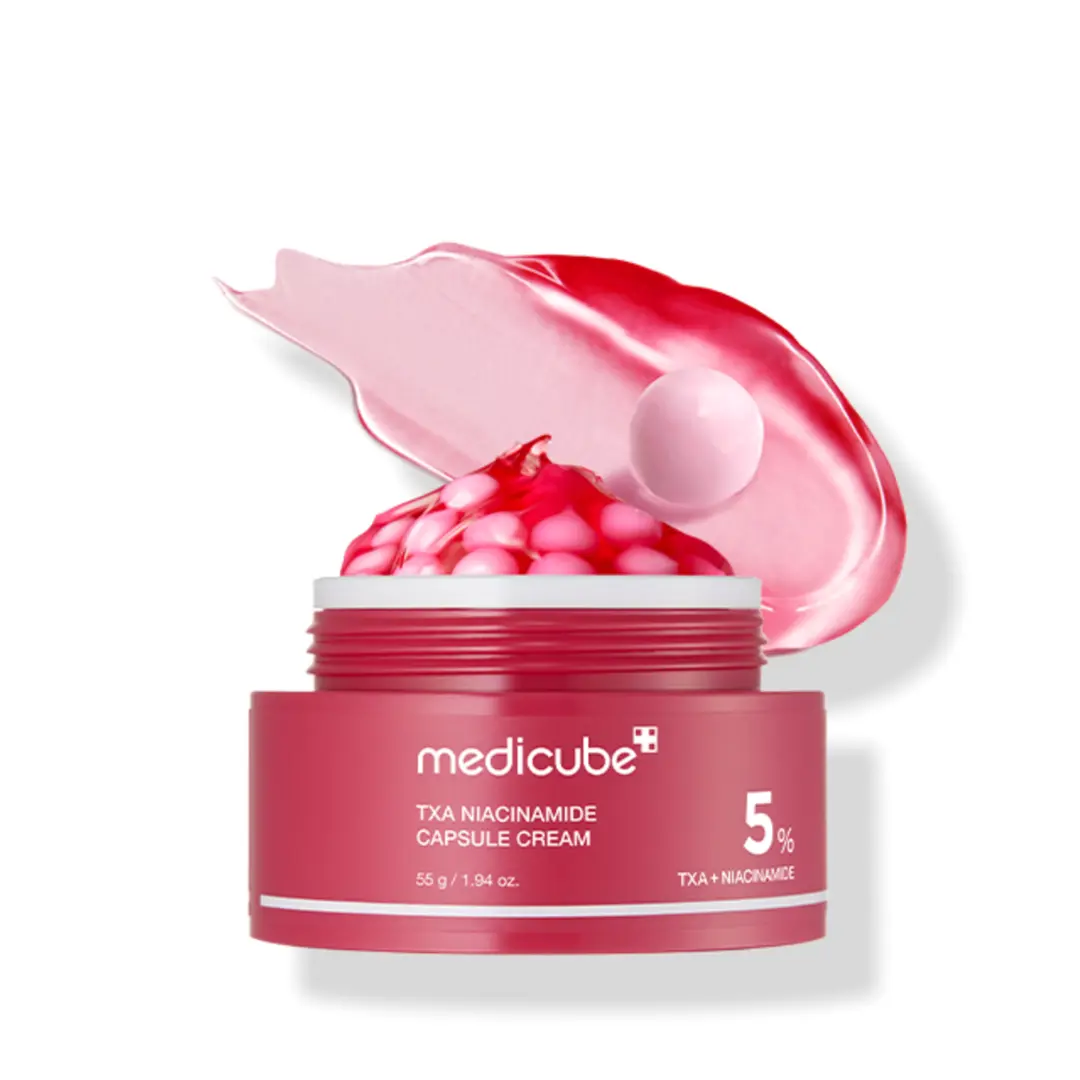 medicube
TXA NIACINAMIDE
CAPSULE CREAM
55 g / 1.94 oz.
5%
TXA + NIACINAMIDE